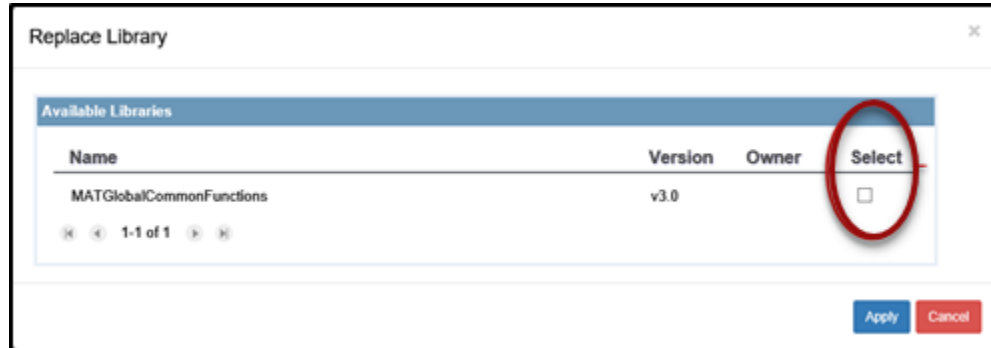 Replace Library
Available Libraries
Name Version Owner Select
MATGlobalCommonFunctions v3.0
1-1 of 1
Apply Cancel